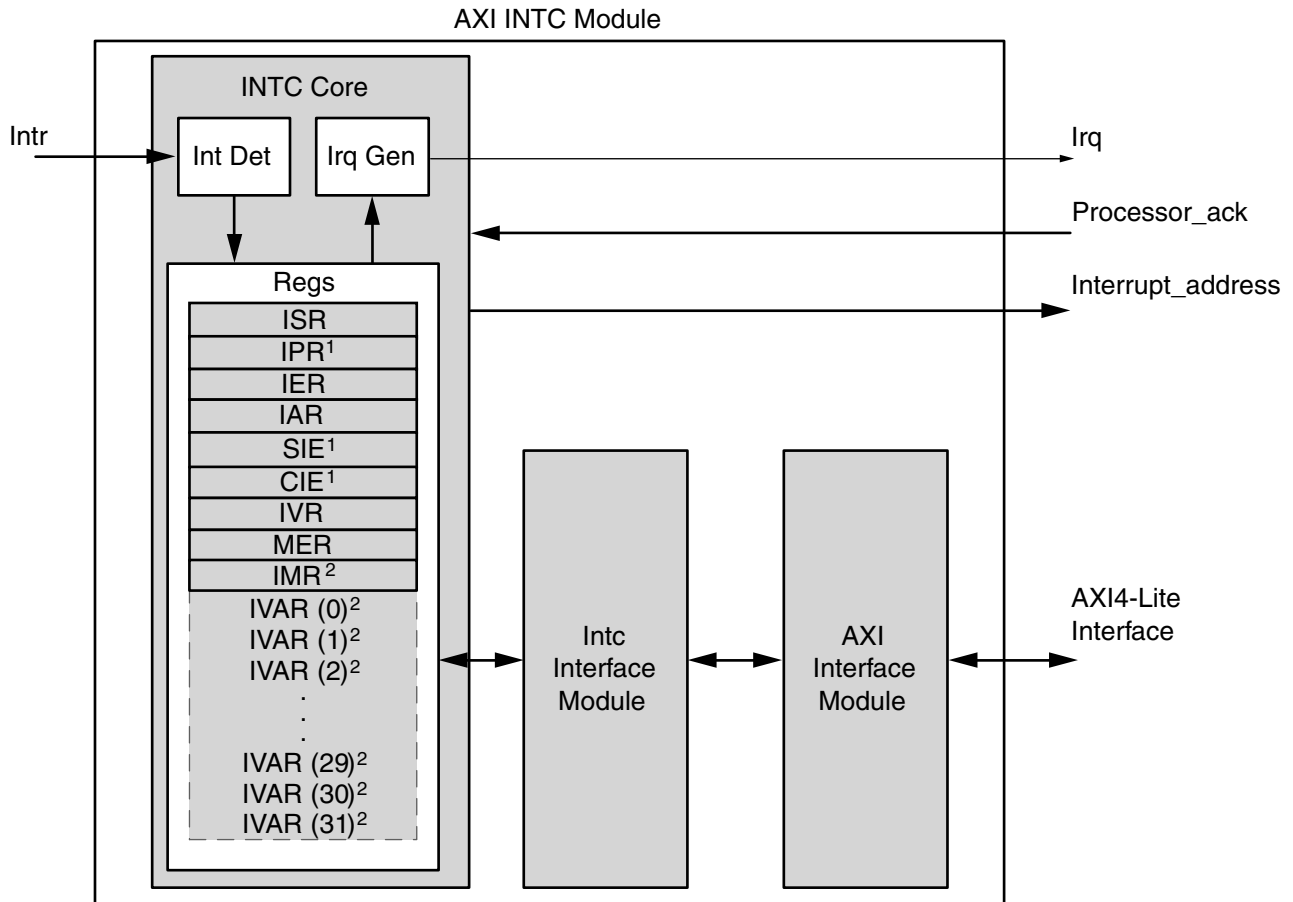 AXI INTC Module
INTC Core
Intr
Int Det
Irq Gen
Irq
Processor_ack
Interrupt_address
Regs
ISR
IPR¹
IER
IAR
SIE¹
CIE¹
IVR
MER
IMR²
IVAR (0)²
IVAR (1)²
IVAR (2)²
.
.
.
IVAR (29)²
IVAR (30)²
IVAR (31)²
Intc
Interface
Module
AXI
Interface
Module
AXI4-Lite
Interface